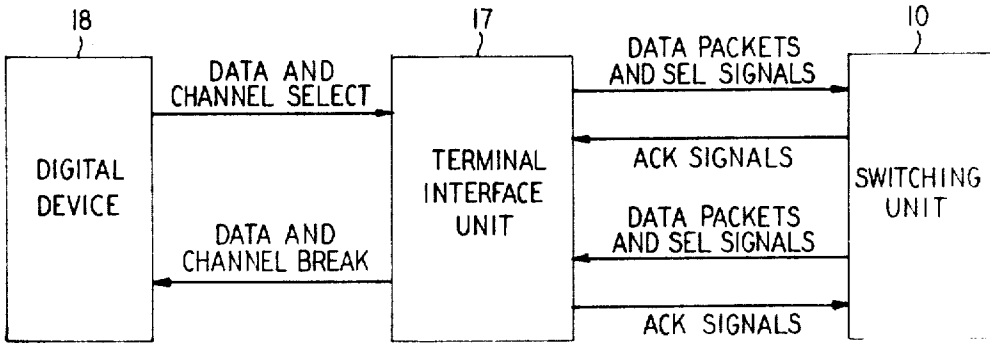 18
17
10
DATA AND
CHANNEL SELECT
DATA PACKETS
AND SEL SIGNALS
ACK SIGNALS
DIGITAL
DEVICE
TERMINAL
INTERFACE
UNIT
SWITCHING
UNIT
DATA AND
CHANNEL BREAK
DATA PACKETS
AND SEL SIGNALS
ACK SIGNALS